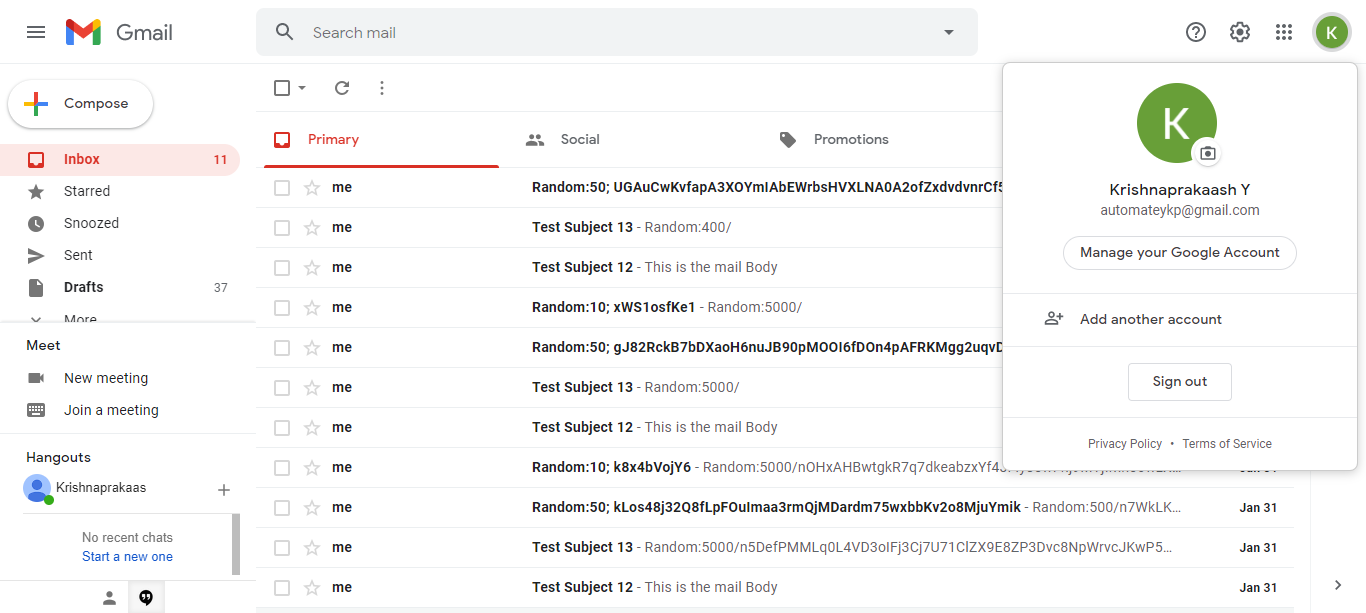 Gmail
Search mail
K
Compose
Inbox 11
Starred
Snoozed
Sent
Drafts 37
More
Meet
New meeting
Join a meeting
Hangouts
Krishnaprakaas
No recent chats
Start a new one
Primary Social Promotions
me Random:50; UGAuCwKvfapA3XOYmIAbEWrbsHVXLNA0A2ofZxdvdvnrCf5
me Test Subject 13 - Random:400/
me Test Subject 12 - This is the mail Body
me Random:10; xWS1osfKe1 - Random:5000/
me Random:50; gJ82RckB7bDXaoH6nuJB90pMOOI6fDOn4pAFRKMgg2uqvD
me Test Subject 13 - Random:5000/
me Test Subject 12 - This is the mail Body
me Random:10; k8x4bVojY6 -
me Random:50; kLos48j32Q8fLpFOuImaa3rmQjMDardm75wxbbKv2o8MjuYmik - Random:500/n7WkLK... Jan 31
me Test Subject 13 - Random:5000/n5DefPMMLq0L4VD3oIFj3Cj7U71ClZX9E8ZP3Dvc8NpWrvcJKwP5... Jan 31
me Test Subject 12 - This is the mail Body Jan 31
K
Krishnaprakaash Y
automateykp@gmail.com
Manage your Google Account
Add another account
Sign out
Privacy Policy • Terms of Service